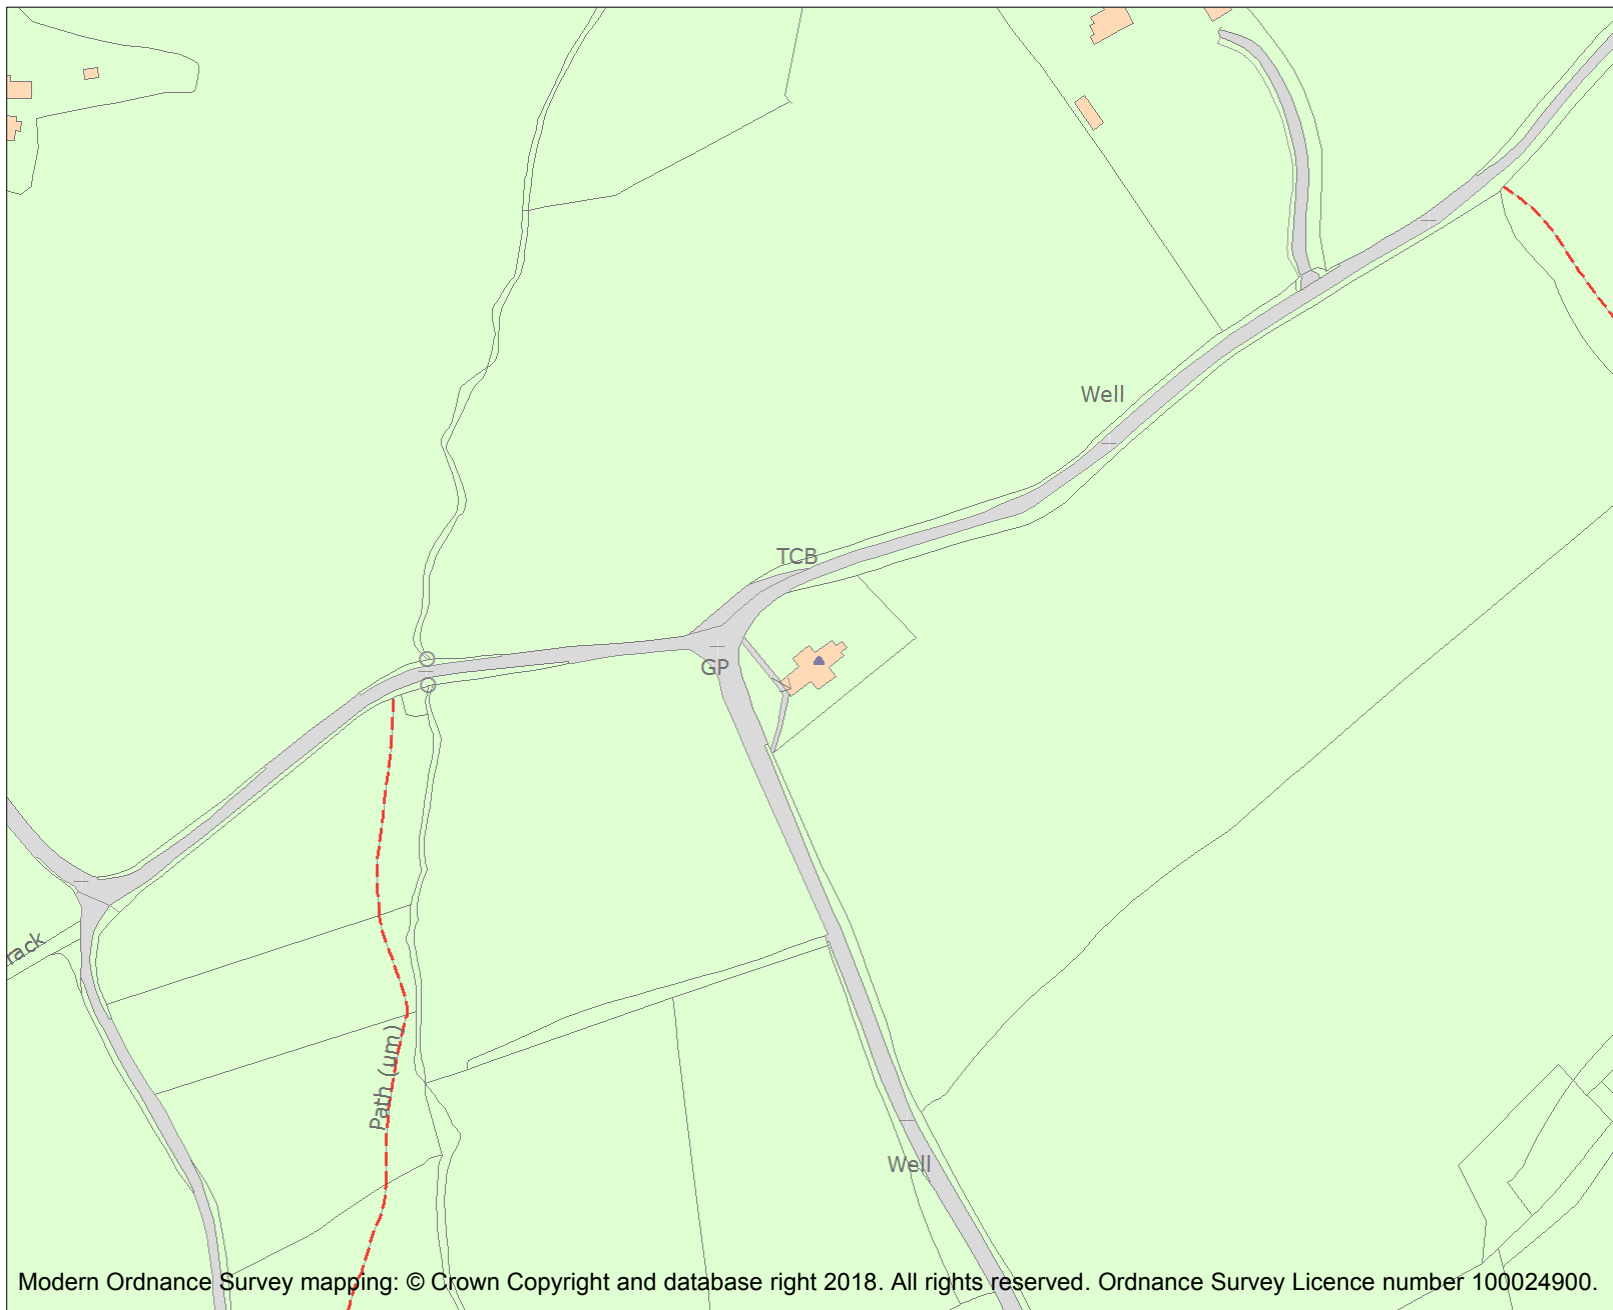 Well
TCB
GP
rack
Path (um)
Well
Modern Ordnance Survey mapping: © Crown Copyright and database right 2018. All rights reserved. Ordnance Survey Licence number 100024900.